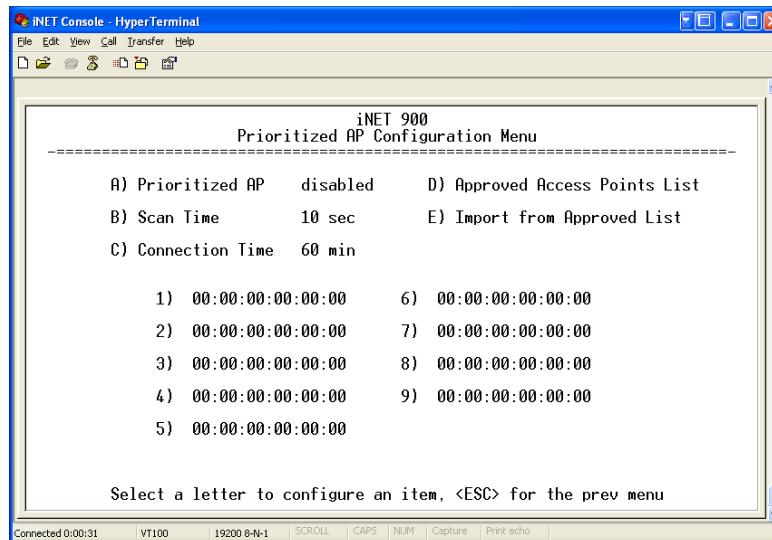 iNET Console - HyperTerminal
File Edit View Call Transfer Help
iNET 900
Prioritized AP Configuration Menu
-==========================================================================-
A) Prioritized AP disabled D) Approved Access Points List
B) Scan Time 10 sec E) Import from Approved List
C) Connection Time 60 min
1) 00:00:00:00:00:00 6) 00:00:00:00:00:00
2) 00:00:00:00:00:00 7) 00:00:00:00:00:00
3) 00:00:00:00:00:00 8) 00:00:00:00:00:00
4) 00:00:00:00:00:00 9) 00:00:00:00:00:00
5) 00:00:00:00:00:00
Select a letter to configure an item, <ESC> for the prev menu
Connected 0:00:31 VT100 19200 8-N-1 SCROLL CAPS NUM Capture Print echo